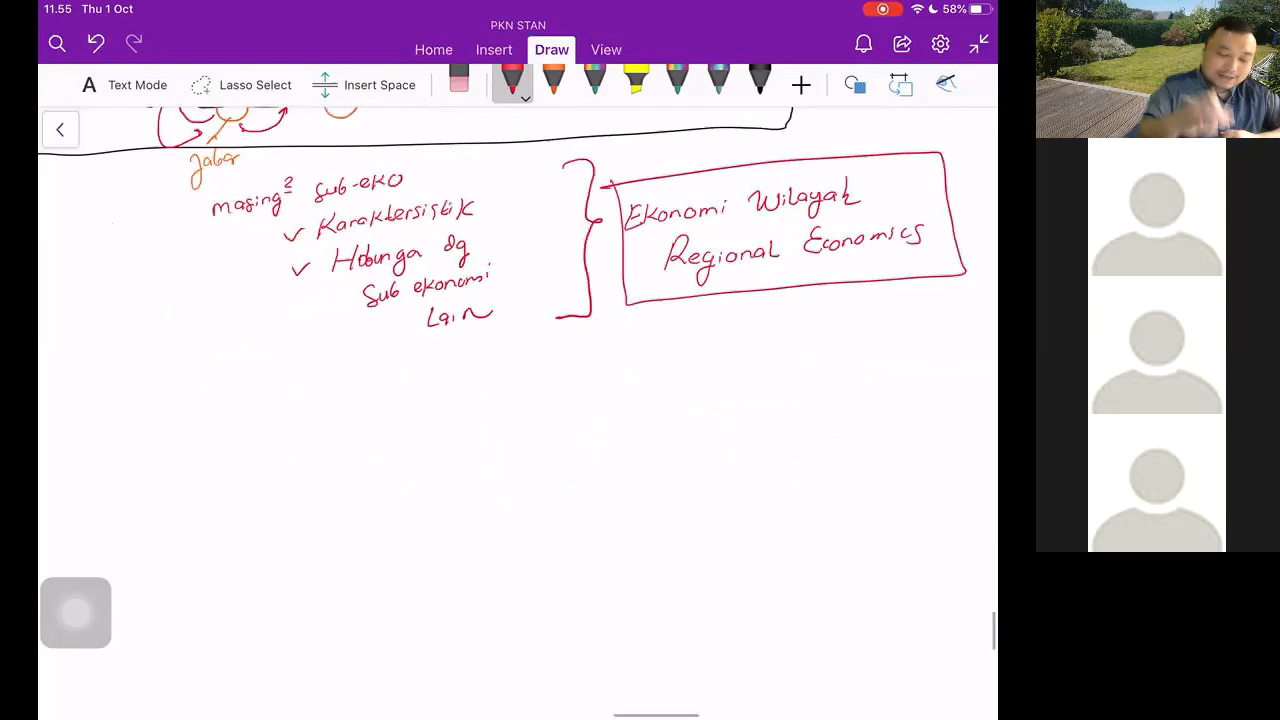 11.55 Thu 1 Oct
58%
PKN STAN
Home Insert Draw View
A Text Mode Lasso Select Insert Space
Jabar
masing² sub-eko
✓ Karaktersistik
✓ Hbunga dg
Sub ekonomi
Lain
Ekonomi Wilayah
Regional Economics